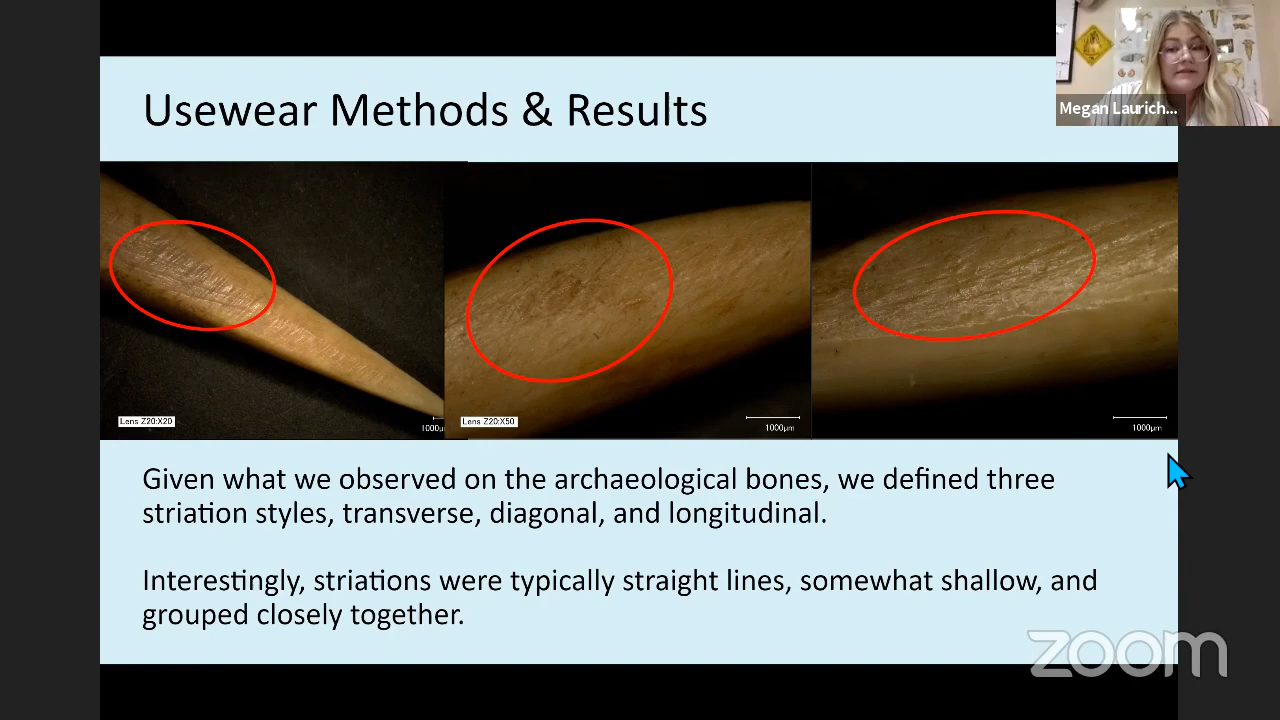 Usewear Methods & Results
Megan Laurich...
Lens Z20:X20
1000μ
Lens Z20:X50
1000μm
1000μm
Given what we observed on the archaeological bones, we defined three
striation styles, transverse, diagonal, and longitudinal.
Interestingly, striations were typically straight lines, somewhat shallow, and
grouped closely together.
zoom